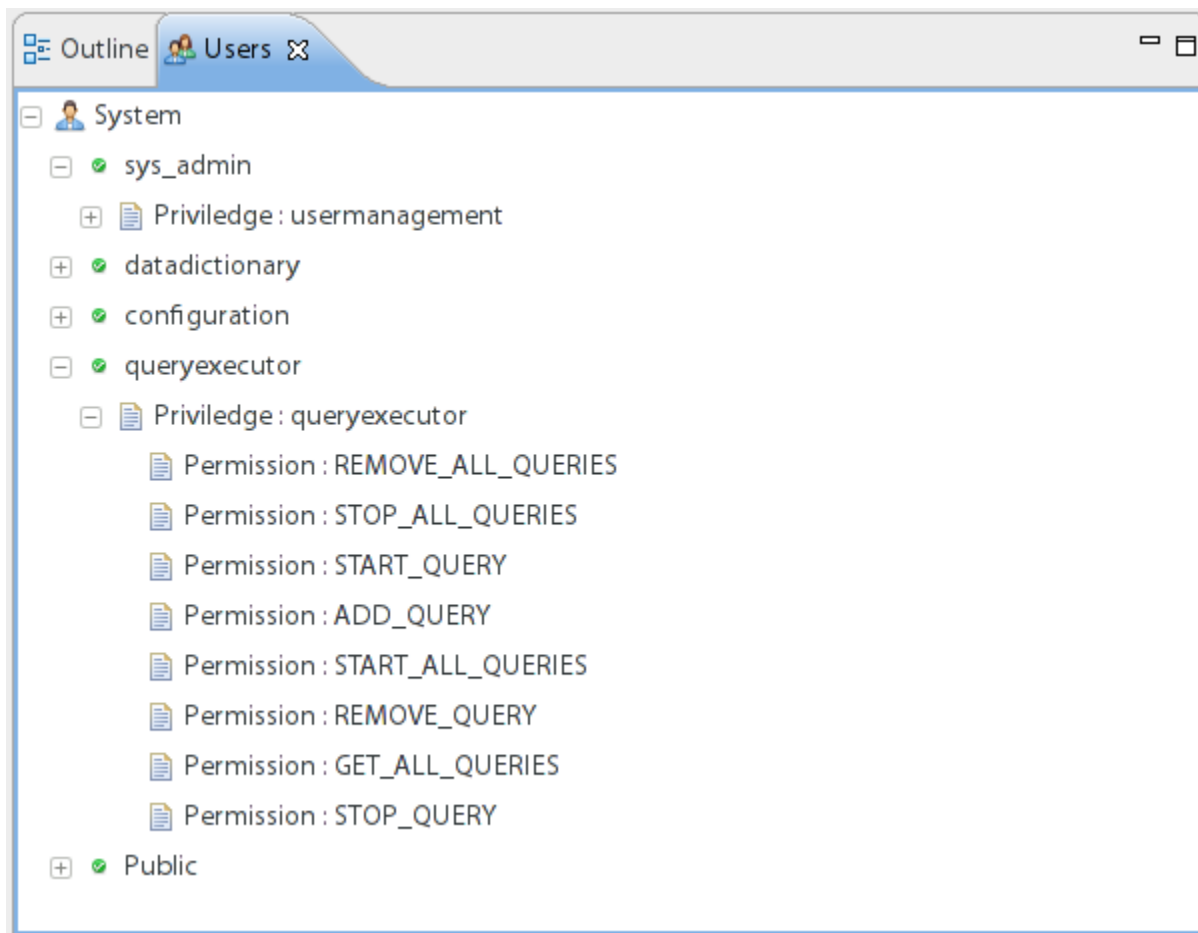 Outline Users
System
sys_admin
Priviledge : usermanagement
datadictionary
configuration
queryexecutor
Priviledge : queryexecutor
Permission : REMOVE_ALL_QUERIES
Permission : STOP_ALL_QUERIES
Permission : START_QUERY
Permission : ADD_QUERY
Permission : START_ALL_QUERIES
Permission : REMOVE_QUERY
Permission : GET_ALL_QUERIES
Permission : STOP_QUERY
Public